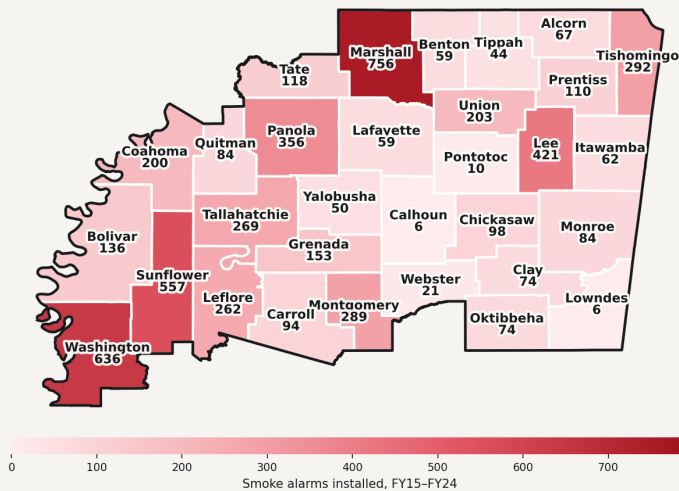 Alcorn
67
Marshall
756
Benton
59
Tippah
44
Tishomingo
292
Tate
118
Prentiss
110
Union
203
Panola
356
Lafayette
59
Lee
421
Itawamba
62
Coahoma
200
Quitman
84
Pontotoc
10
Yalobusha
50
Tallahatchie
269
Calhoun
6
Chickasaw
98
Monroe
84
Bolivar
136
Grenada
153
Sunflower
557
Webster
21
Clay
74
Leflore
262
Carroll
94
Montgomery
289
Lowndes
6
Oktibbeha
74
Washington
636
0 100 200 300 400 500 600 700
Smoke alarms installed, FY15–FY24